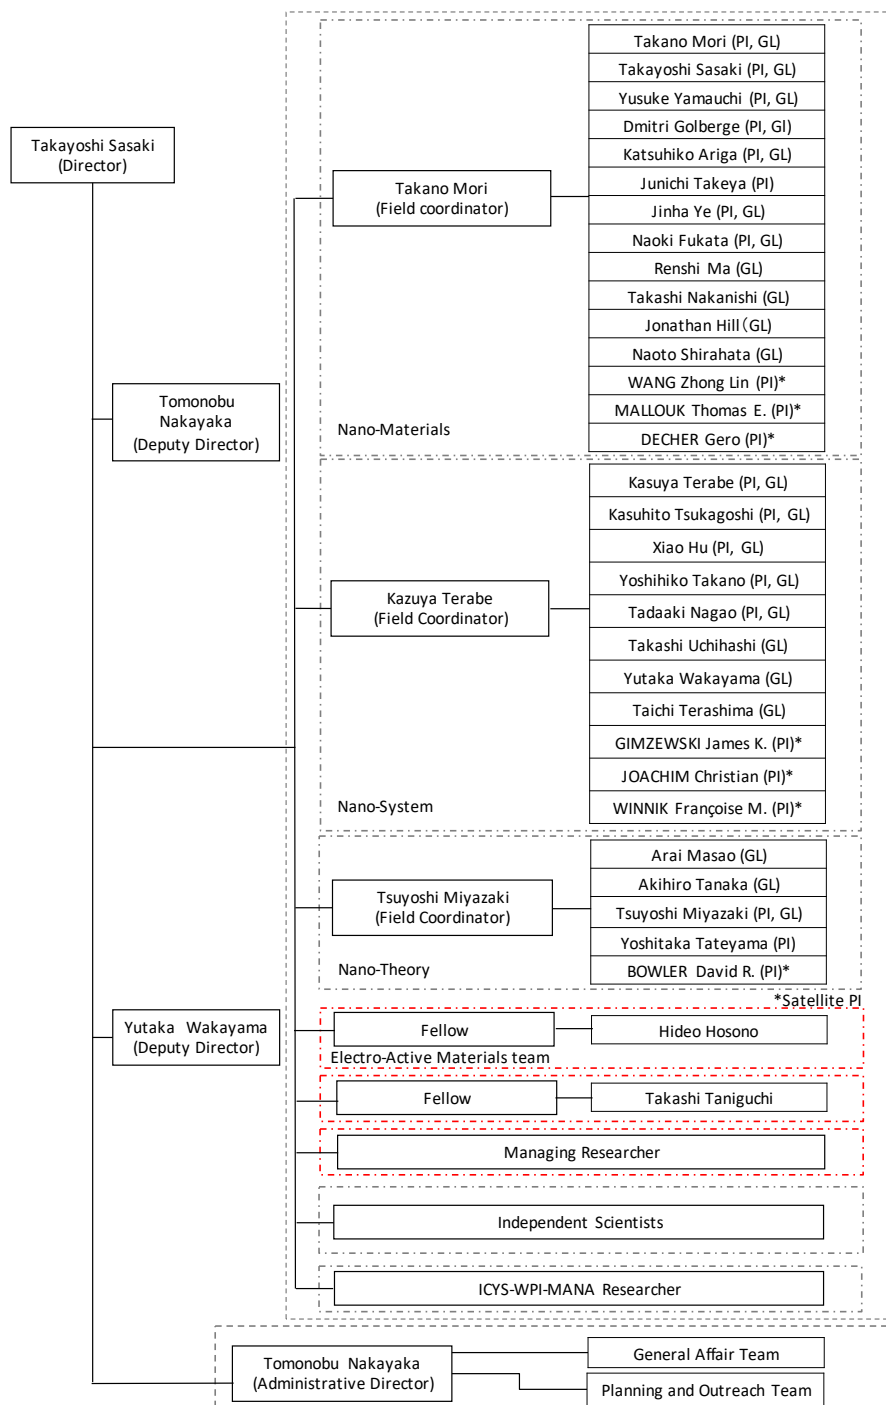 Takayoshi Sasaki
(Director)
Tomonobu
Nakayaka
(Deputy Director)
Yutaka Wakayama
(Deputy Director)
Takano Mori
(Field coordinator)
Takano Mori (PI, GL)
Takayoshi Sasaki (PI, GL)
Yusuke Yamauchi (PI, GL)
Dmitri Golberge (PI, Gl)
Katsuhiko Ariga (PI, GL)
Junichi Takeya (PI)
Jinha Ye (PI, GL)
Naoki Fukata (PI, GL)
Renshi Ma (GL)
Takashi Nakanishi (GL)
Jonathan Hill（GL)
Naoto Shirahata (GL)
WANG Zhong Lin (PI)*
MALLOUK Thomas E. (PI)*
DECHER Gero (PI)*
Nano-Materials
Kazuya Terabe
(Field Coordinator)
Kasuya Terabe (PI, GL)
Kasuhito Tsukagoshi (PI, GL)
Xiao Hu (PI, GL)
Yoshihiko Takano (PI, GL)
Tadaaki Nagao (PI, GL)
Takashi Uchihashi (GL)
Yutaka Wakayama (GL)
Taichi Terashima (GL)
GIMZEWSKI James K. (PI)*
JOACHIM Christian (PI)*
WINNIK Françoise M. (PI)*
Nano-System
Tsuyoshi Miyazaki
(Field Coordinator)
Arai Masao (GL)
Akihiro Tanaka (GL)
Tsuyoshi Miyazaki (PI, GL)
Yoshitaka Tateyama (PI)
BOWLER David R. (PI)*
Nano-Theory
*Satellite PI
Fellow
Hideo Hosono
Electro-Active Materials team
Fellow
Takashi Taniguchi
Managing Researcher
Independent Scientists
ICYS-WPI-MANA Researcher
Tomonobu Nakayaka
(Administrative Director)
General Affair Team
Planning and Outreach Team